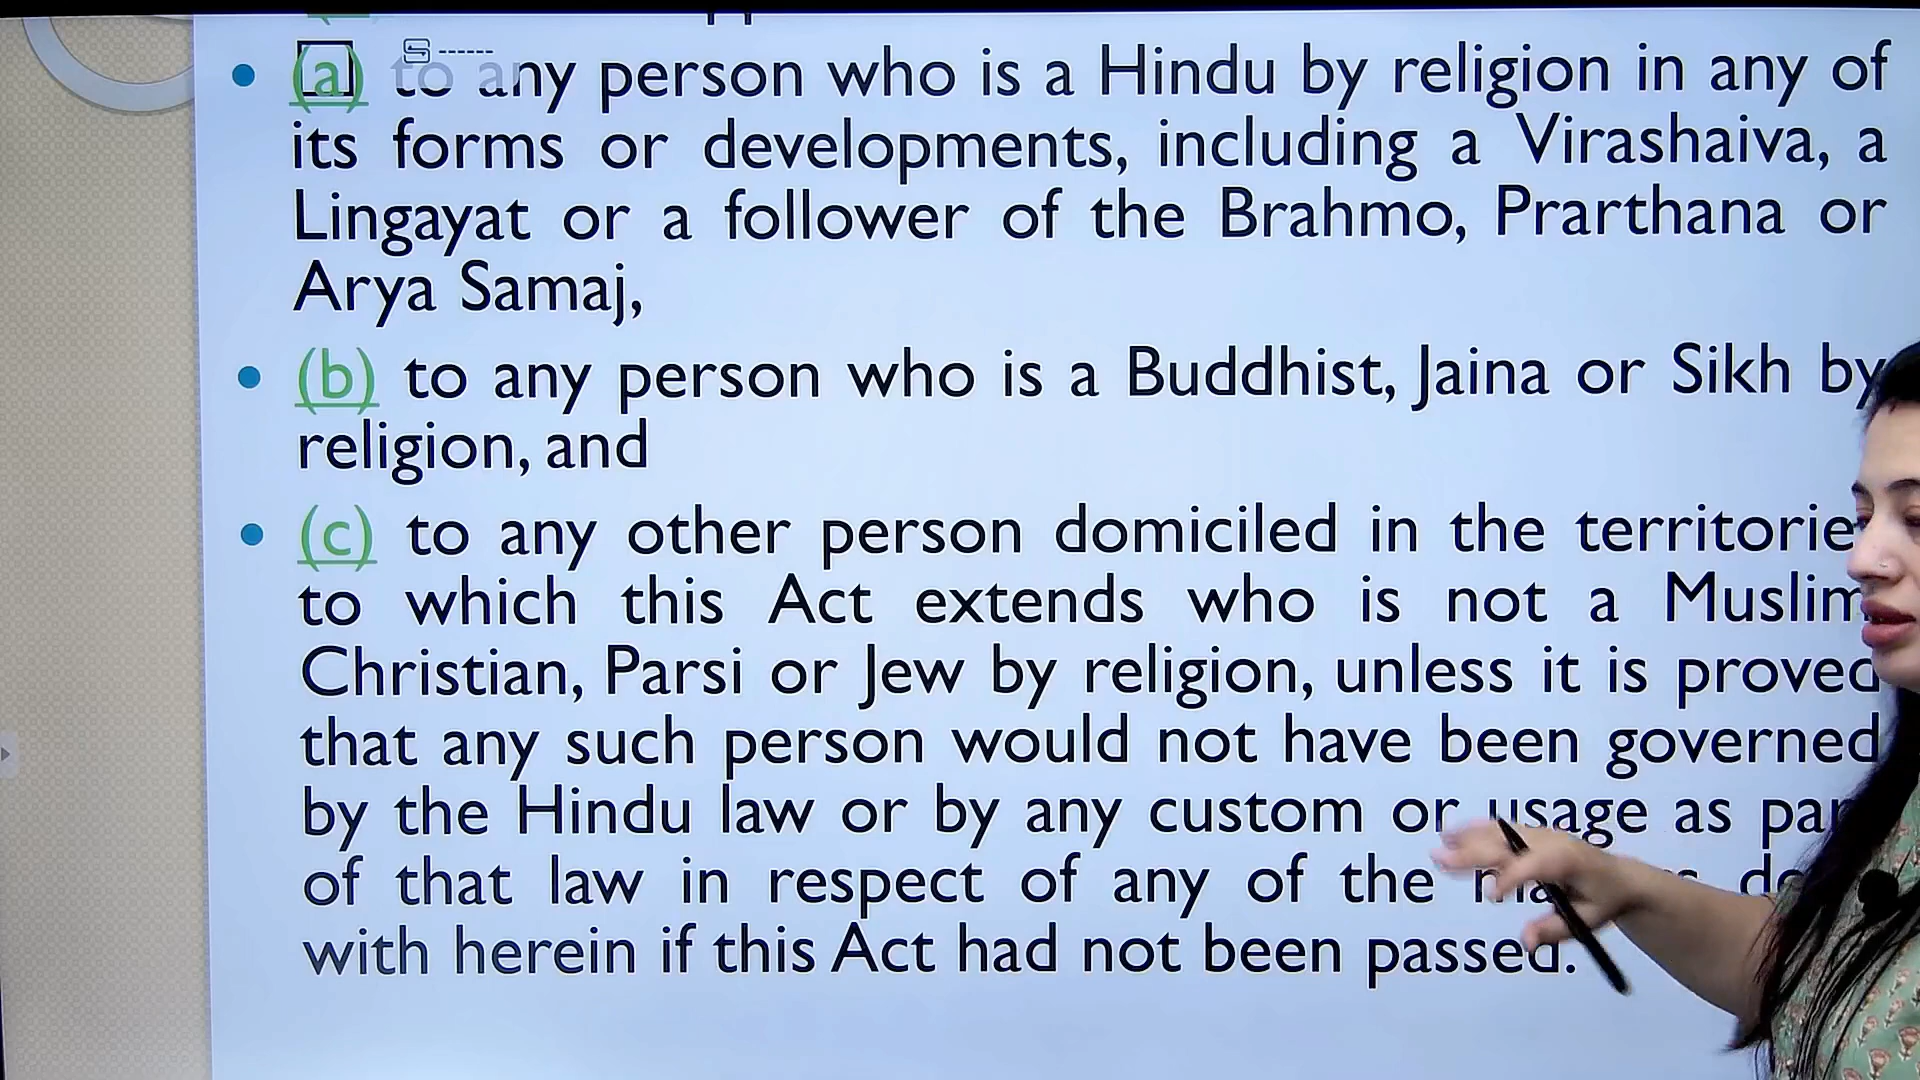 (a) to any person who is a Hindu by religion in any of
its forms or developments, including a Virashaiva, a
Lingayat or a follower of the Brahmo, Prarthana or
Arya Samaj,
(b) to any person who is a Buddhist, Jaina or Sikh by
religion, and
(c) to any other person domiciled in the
to which this Act extends who is not a Muslim
Christian, Parsi or Jew by religion, unless it is proved
that any such person would not have been governed
by the Hindu law or by any custom or usage as
of that law in respect of any of the
with herein if this Act had not been passed.